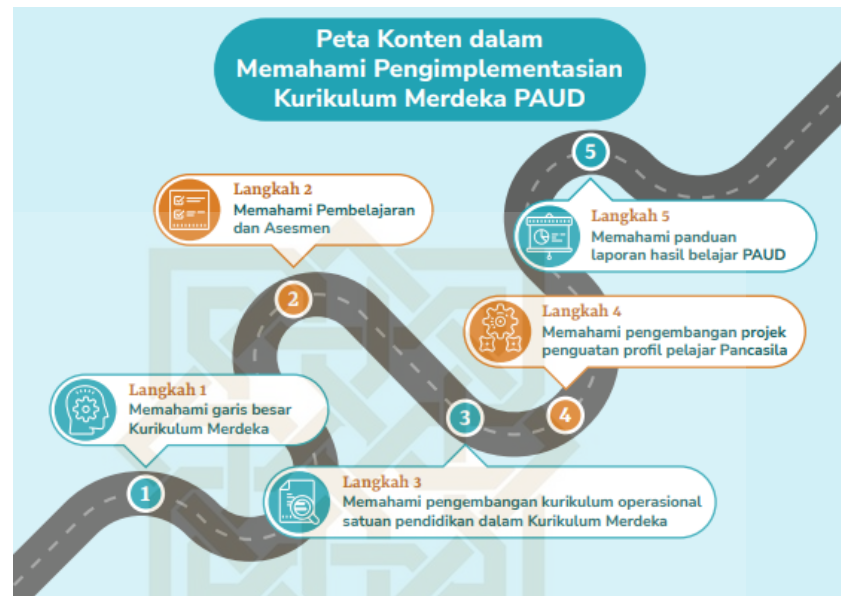 Peta Konten dalam
Memahami Pengimplementasian
Kurikulum Merdeka PAUD
1
Langkah 1
Memahami garis besar
Kurikulum Merdeka
2
Langkah 2
Memahami Pembelajaran
dan Asesmen
3
Langkah 3
Memahami pengembangan kurikulum operasional
satuan pendidikan dalam Kurikulum Merdeka
4
Langkah 4
Memahami pengembangan projek
penguatan profil pelajar Pancasila
5
Langkah 5
Memahami panduan
laporan hasil belajar PAUD